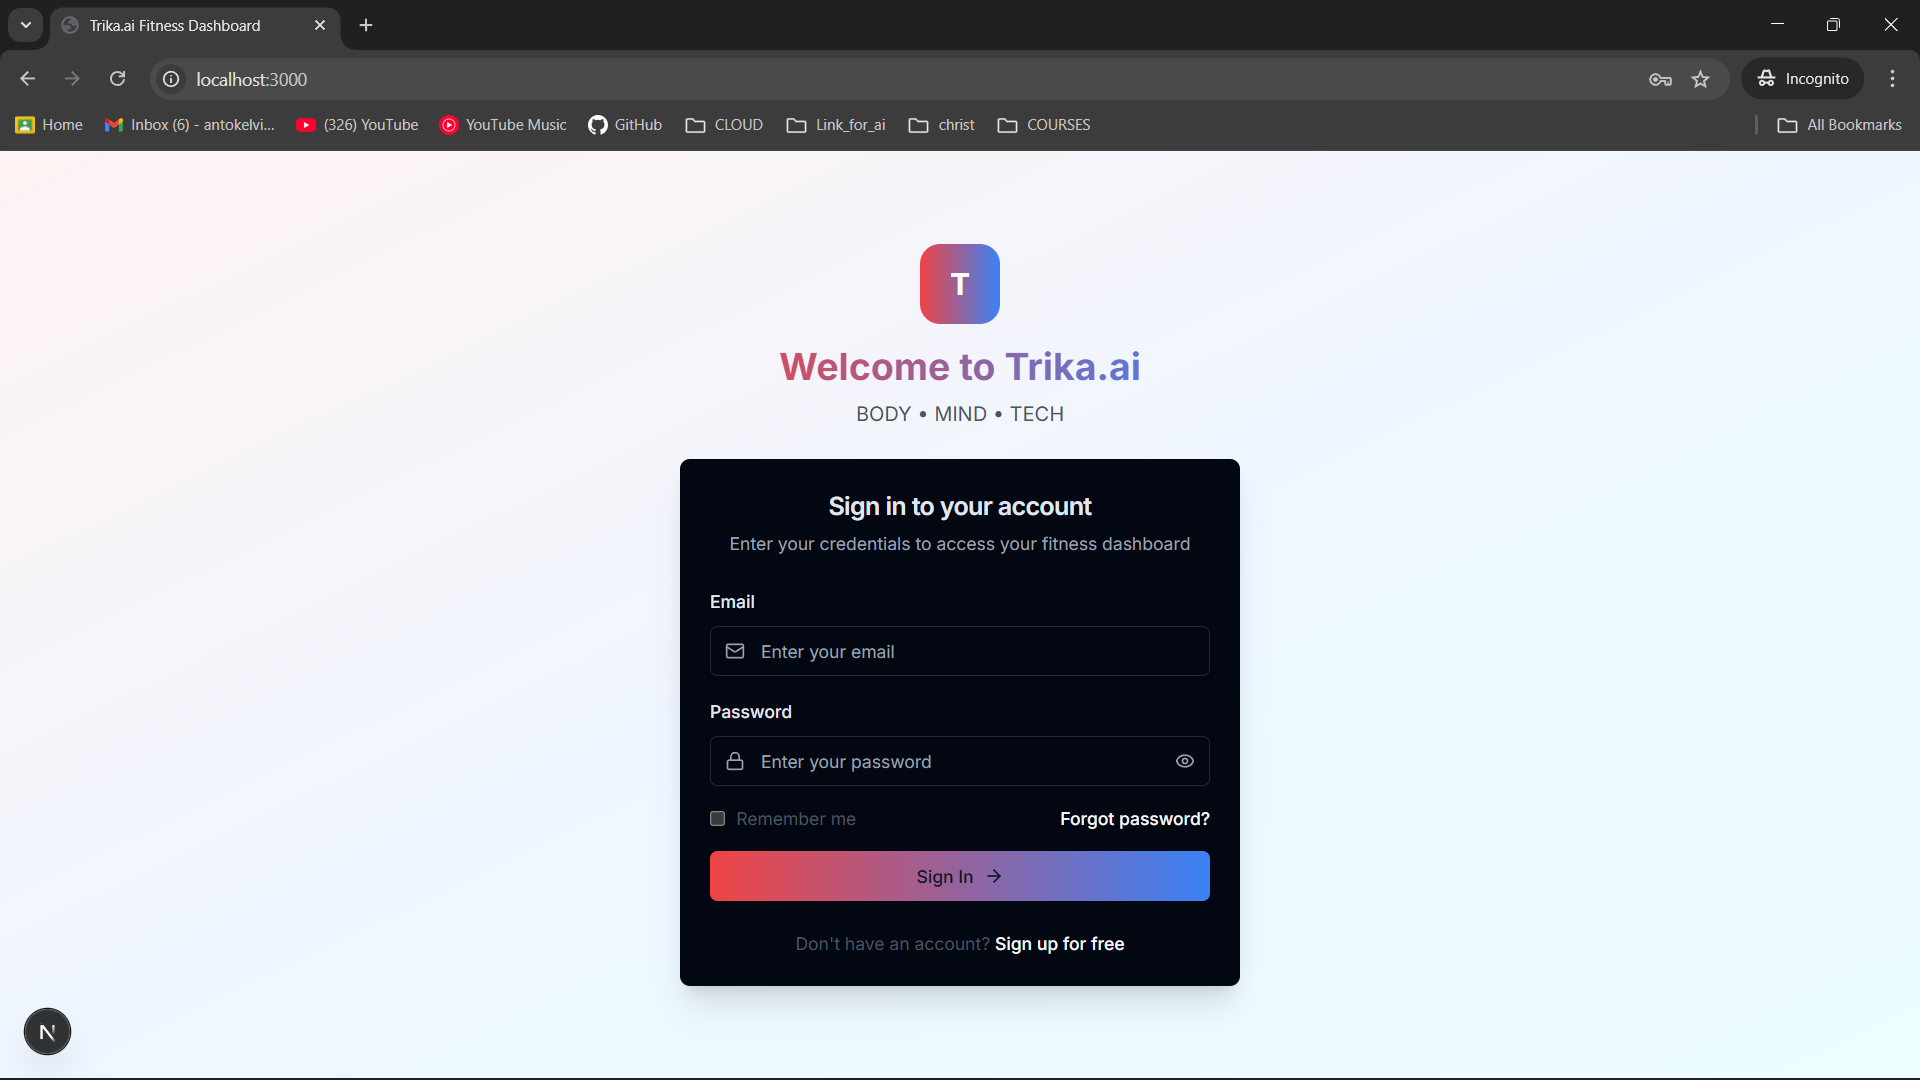 Trika.ai Fitness Dashboard
localhost:3000
Incognito
Home
Inbox (6) - antokelvi...
(326) YouTube
YouTube Music
GitHub
CLOUD
Link_for_ai
christ
COURSES
All Bookmarks
T
Welcome to Trika.ai
BODY • MIND • TECH
Sign in to your account
Enter your credentials to access your fitness dashboard
Email
Enter your email
Password
Enter your password
Remember me
Forgot password?
Sign In →
Don't have an account? Sign up for free
N